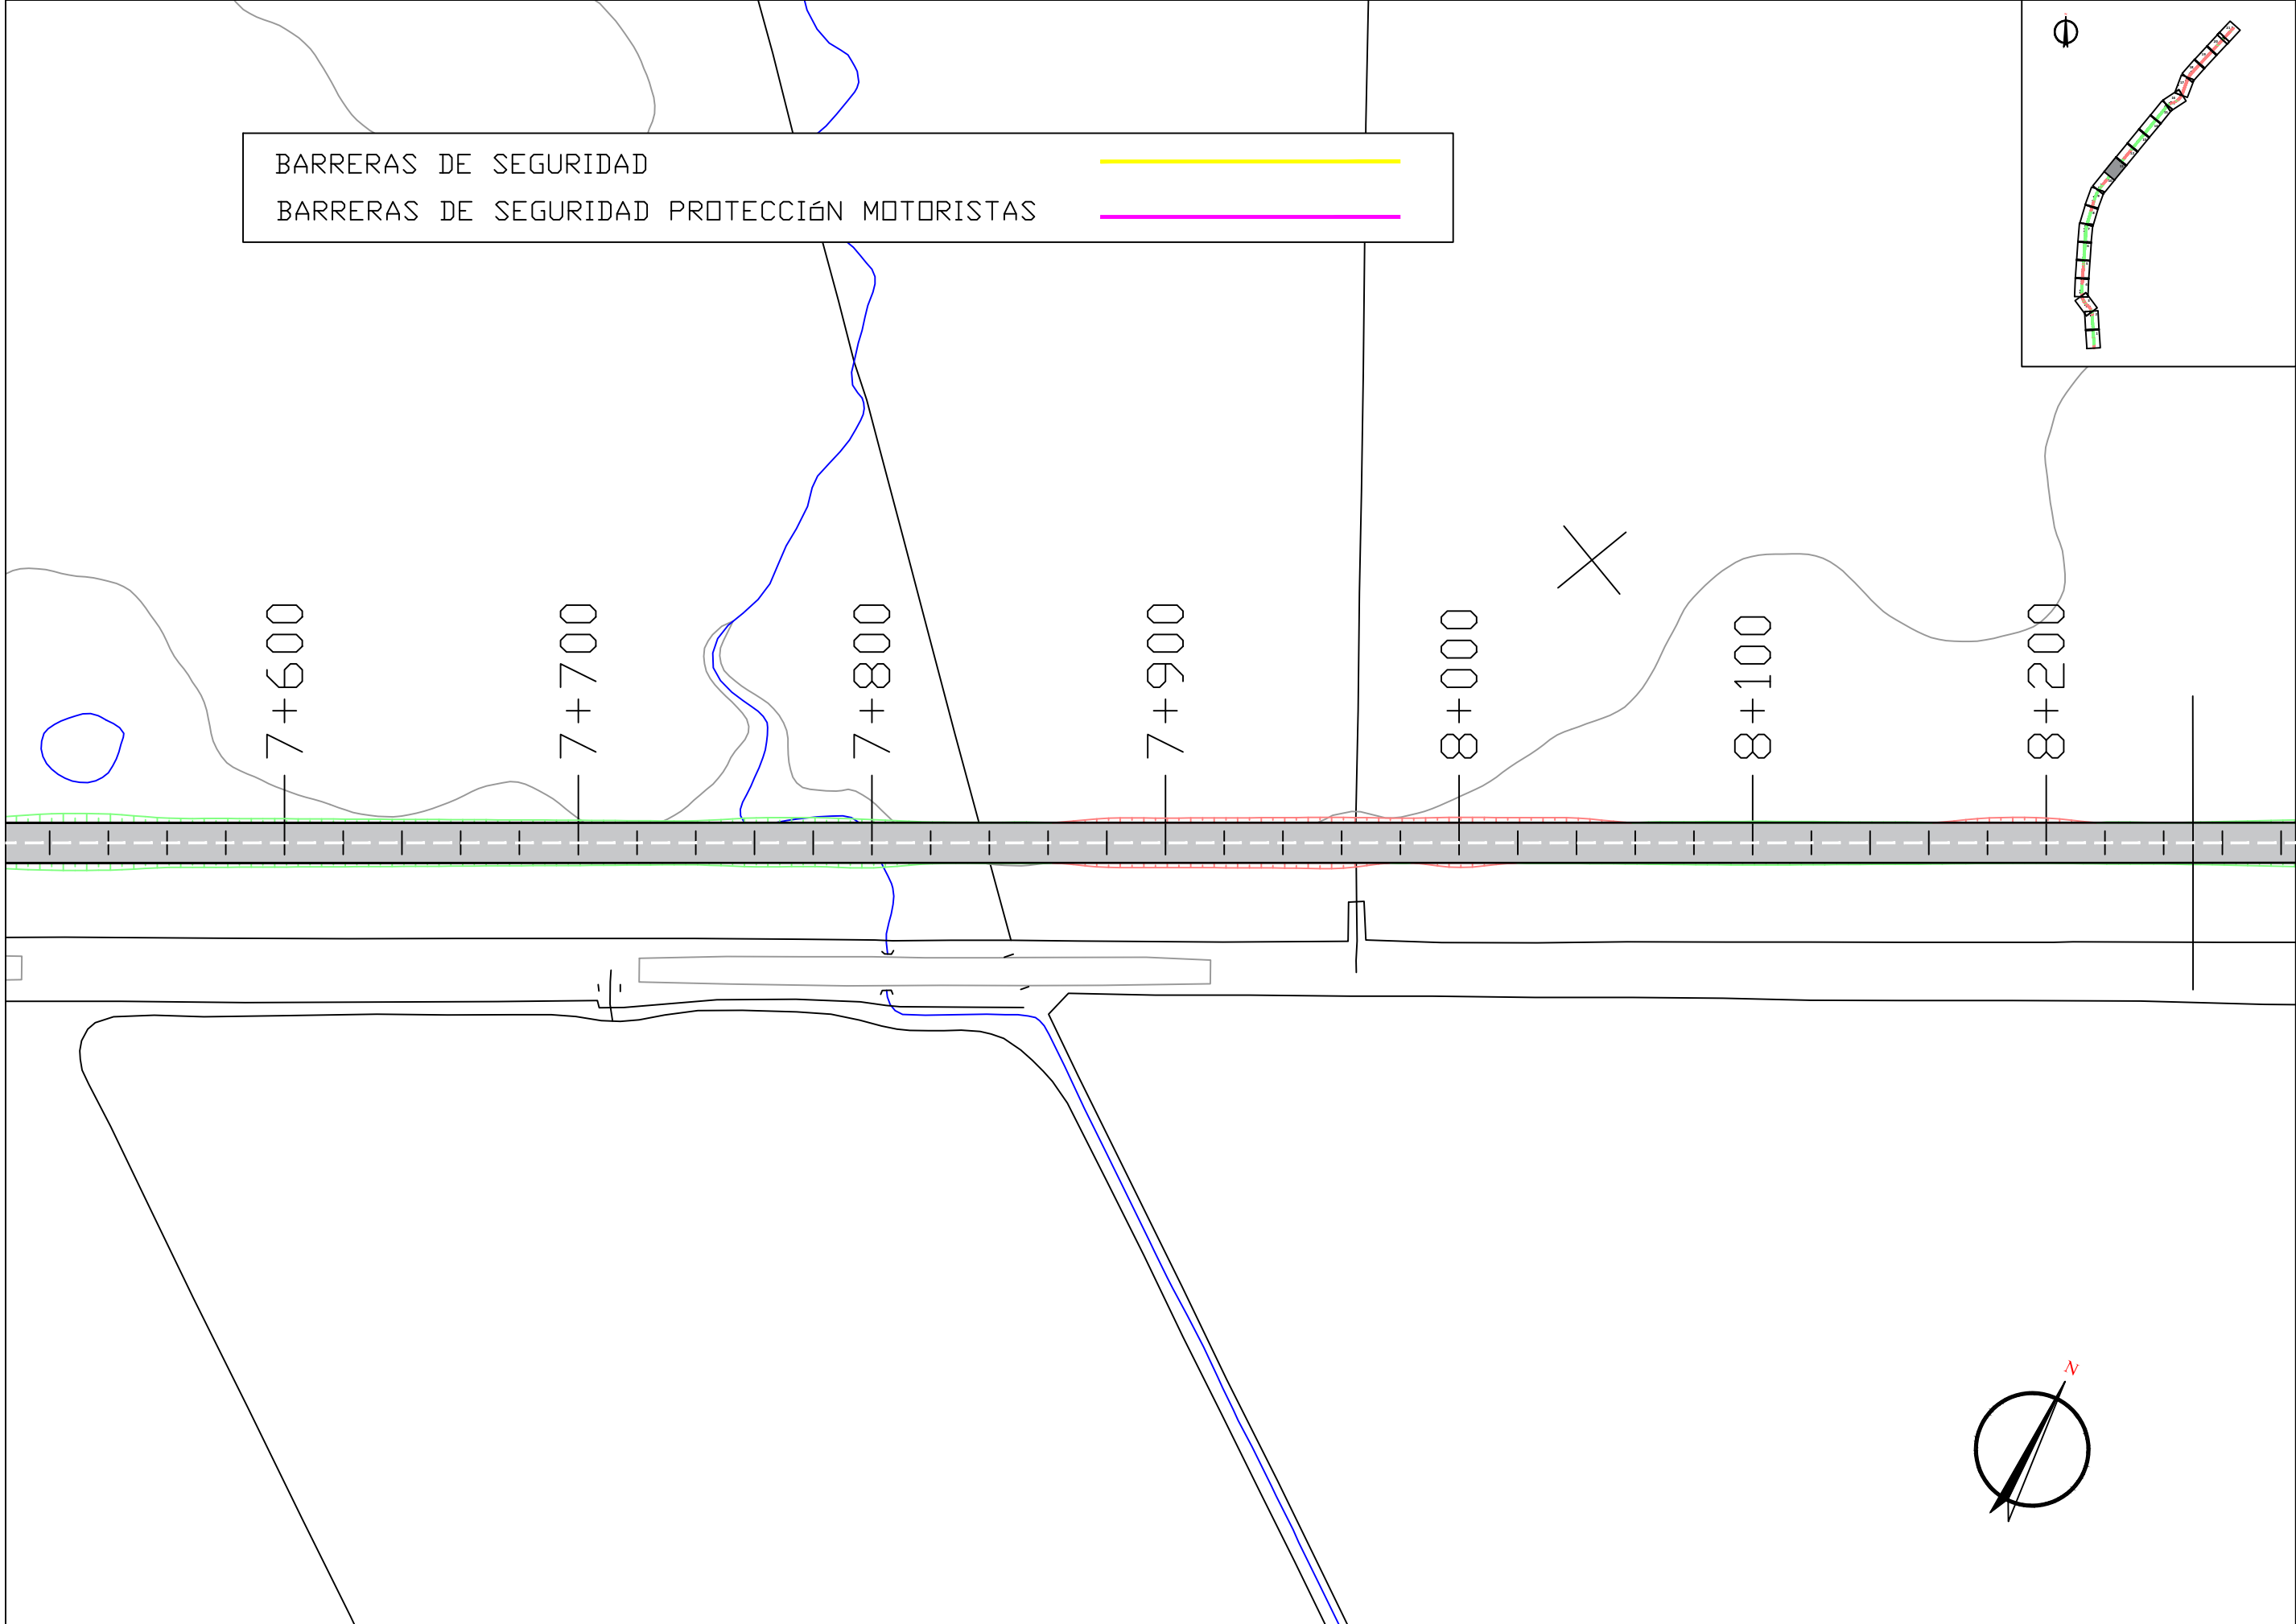 BARRERAS DE SEGURIDAD
BARRERAS DE SEGURIDAD PROTECCIóN MOTORISTAS
7+600
7+700
7+800
7+900
8+000
8+100
8+200
N